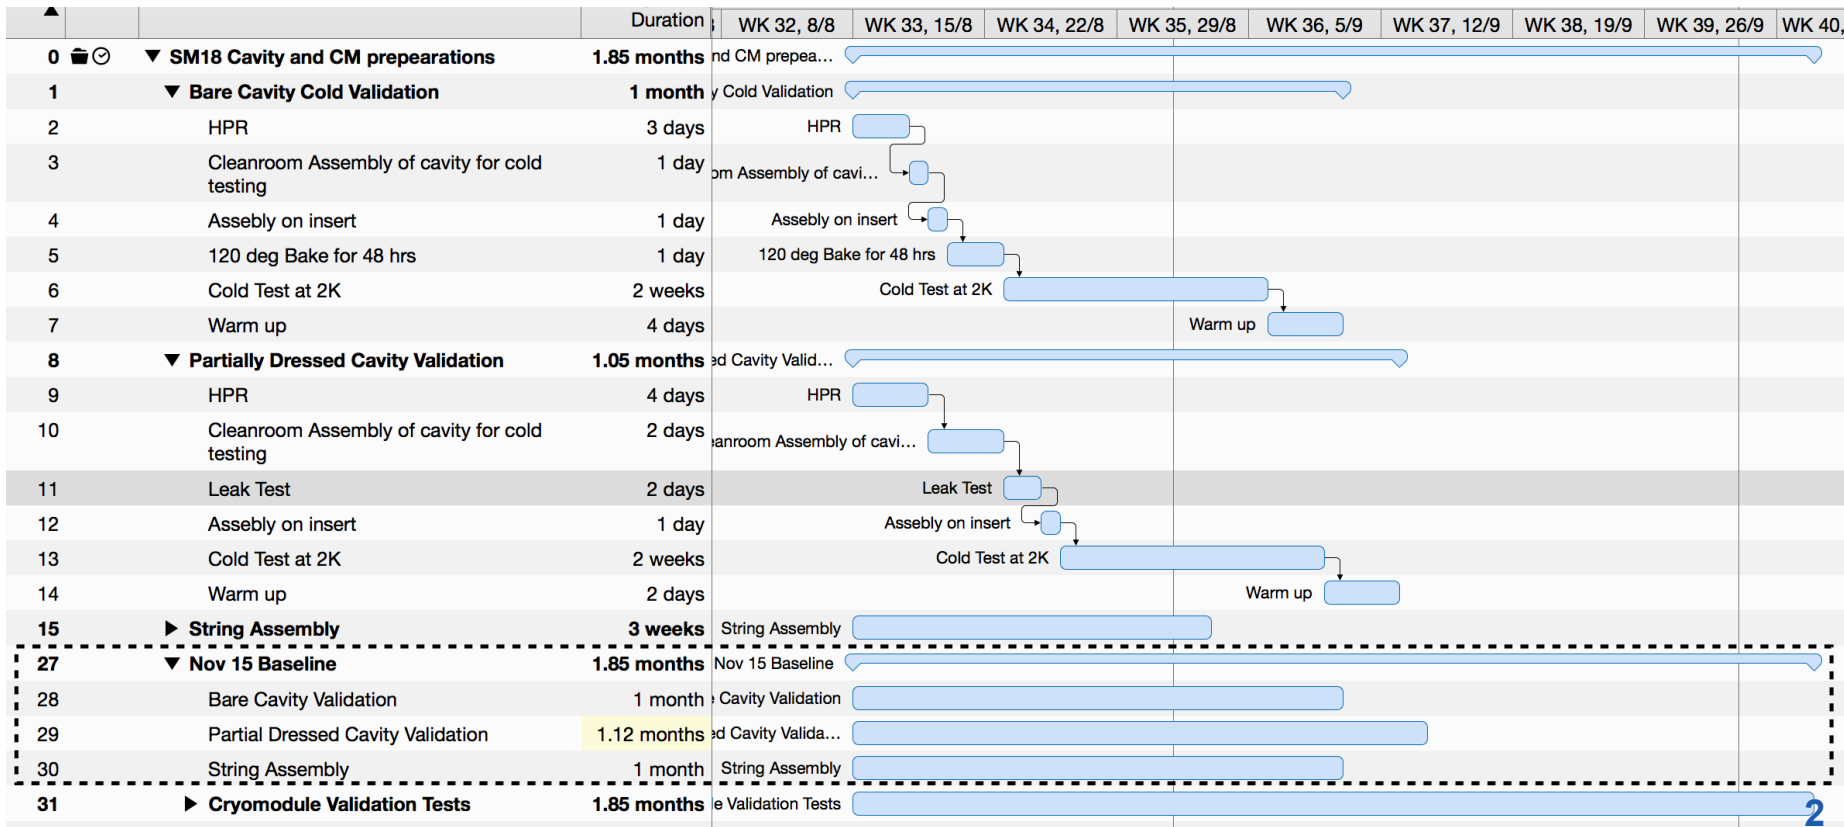 Duration WK 32, 8/8 WK 33, 15/8 WK 34, 22/8 WK 35, 29/8 WK 36, 5/9 WK 37, 12/9 WK 38, 19/9 WK 39, 26/9 WK 40,
0 SM18 Cavity and CM prepearations 1.85 months nd CM prepea...
1 Bare Cavity Cold Validation 1 month y Cold Validation
2 HPR 3 days HPR
3 Cleanroom Assembly of cavity for cold 1 day om Assembly of cavi...
testing
4 Assebly on insert 1 day Assebly on insert
5 120 deg Bake for 48 hrs 1 day 120 deg Bake for 48 hrs
6 Cold Test at 2K 2 weeks Cold Test at 2K
7 Warm up 4 days Warm up
8 Partially Dressed Cavity Validation 1.05 months ed Cavity Valid...
9 HPR 4 days HPR
10 Cleanroom Assembly of cavity for cold 2 days eanroom Assembly of cavi...
testing
11 Leak Test 2 days Leak Test
12 Assebly on insert 1 day Assebly on insert
13 Cold Test at 2K 2 weeks Cold Test at 2K
14 Warm up 2 days Warm up
15 String Assembly 3 weeks String Assembly
27 Nov 15 Baseline 1.85 months Nov 15 Baseline
28 Bare Cavity Validation 1 month Cavity Validation
29 Partial Dressed Cavity Validation 1.12 months ed Cavity Valida...
30 String Assembly 1 month String Assembly
31 Cryomodule Validation Tests 1.85 months le Validation Tests
2